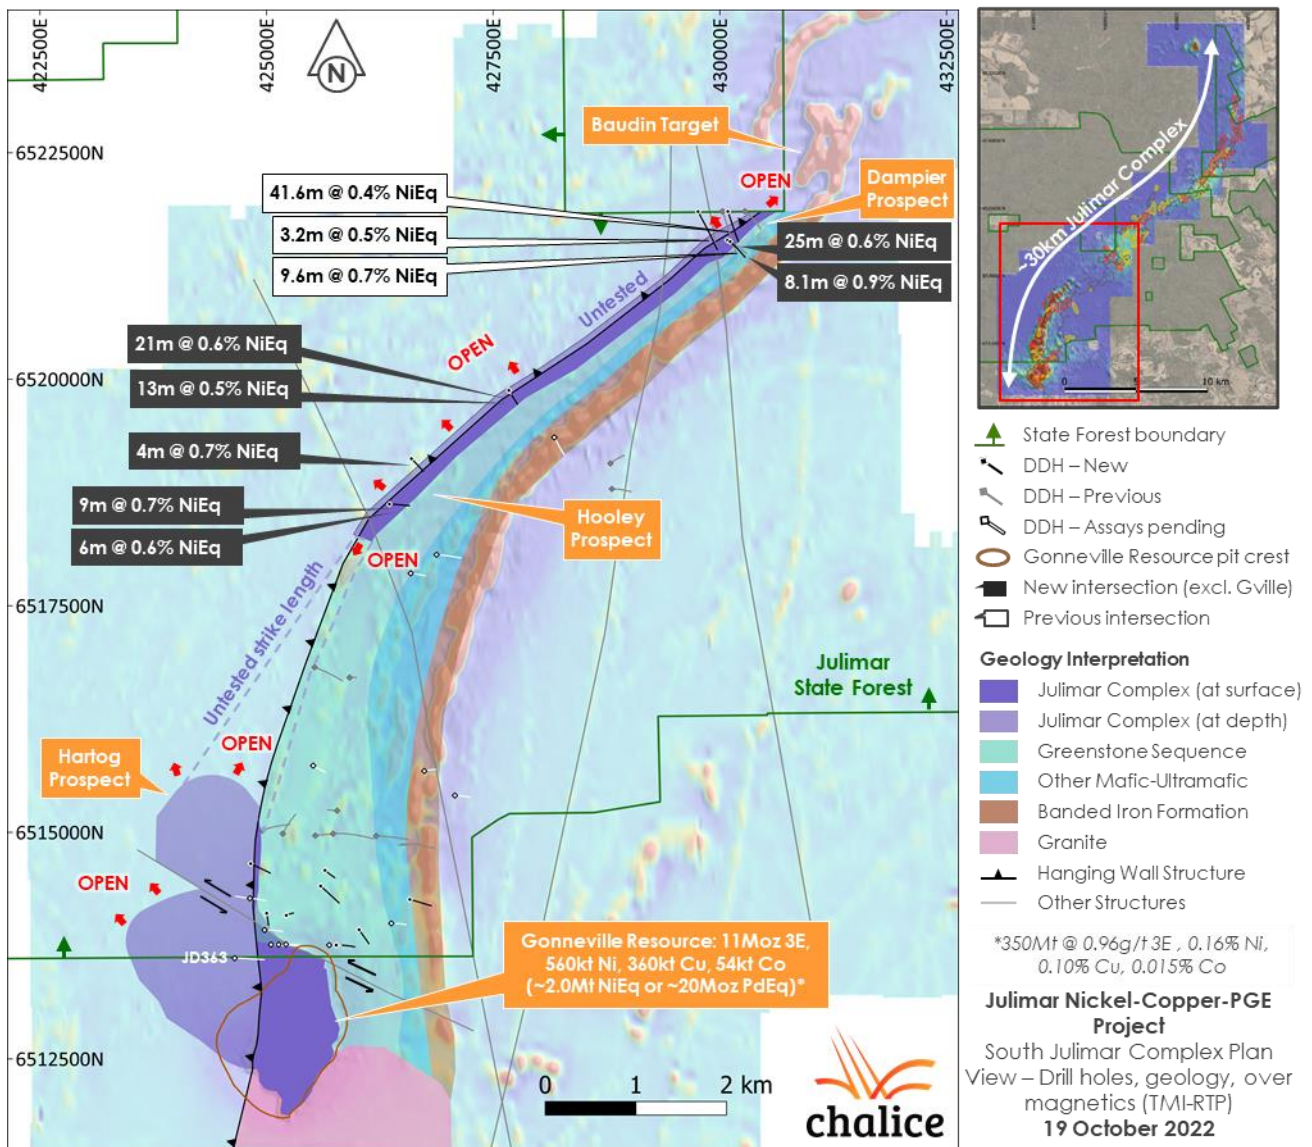 422500E
425000E
427500E
430000E
432500E
N
6522500N
6520000N
6517500N
6515000N
6512500N
Baudin Target
Dampier
Prospect
OPEN
41.6m @ 0.4% NiEq
3.2m @ 0.5% NiEq
9.6m @ 0.7% NiEq
25m @ 0.6% NiEq
8.1m @ 0.9% NiEq
Untested
21m @ 0.6% NiEq
13m @ 0.5% NiEq
OPEN
4m @ 0.7% NiEq
9m @ 0.7% NiEq
6m @ 0.6% NiEq
Hooley
Prospect
OPEN
Untested strike length
Julimar
State Forest
Hartog
Prospect
OPEN
OPEN
JD363
Gonneville Resource: 11Moz 3E,
560kt Ni, 360kt Cu, 54kt Co
(~2.0Mt NiEq or ~20Moz PdEq)*
0 1 2 km
chalice
~30km Julimar Complex
0 5 10 km
State Forest boundary
DDH – New
DDH – Previous
DDH – Assays pending
Gonneville Resource pit crest
New intersection (excl. Gville)
Previous intersection
Geology Interpretation
Julimar Complex (at surface)
Julimar Complex (at depth)
Greenstone Sequence
Other Mafic-Ultramafic
Banded Iron Formation
Granite
Hanging Wall Structure
Other Structures
*350Mt @ 0.96g/t 3E , 0.16% Ni,
0.10% Cu, 0.015% Co
Julimar Nickel-Copper-PGE
Project
South Julimar Complex Plan
View – Drill holes, geology, over
magnetics (TMI-RTP)
19 October 2022